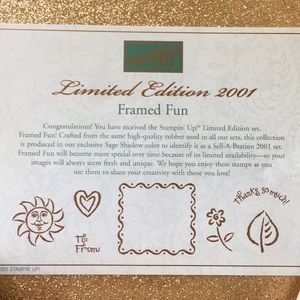 Limited Edition 2001
Framed Fun
Congratulations! You have received the Stampin' Up!® Limited Edition set,
Framed Fun! Crafted from the same high-quality rubber used in all our sets, this collection
is produced in our exclusive Sage Shadow color to identify it as a Sell-A-Bration 2001 set.
Framed Fun will become more special over time because of its limited availability—so your
images will always seem fresh and unique. We hope you enjoy these stamps as you
use them to share your creativity with those you love!
thanks so much!
To:
From:
2001 STAMPIN' UP!